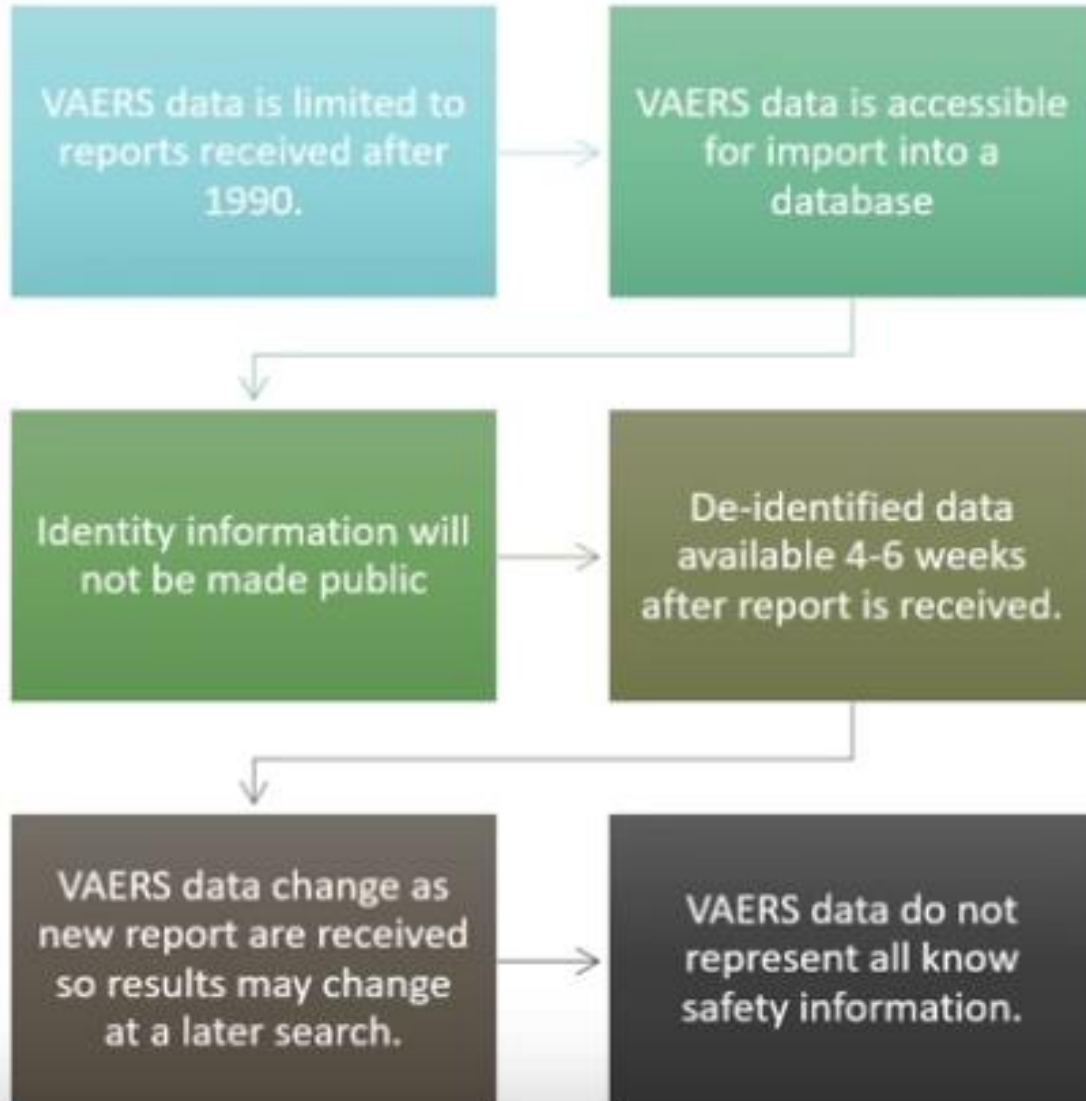 VAERS data is limited to
reports received after
1990.
VAERS data is accessible
for import into a
database
Identity information will
not be made public
De-identified data
available 4-6 weeks
after report is received.
VAERS data change as
new report are received
so results may change
at a later search.
VAERS data do not
represent all know
safety information.